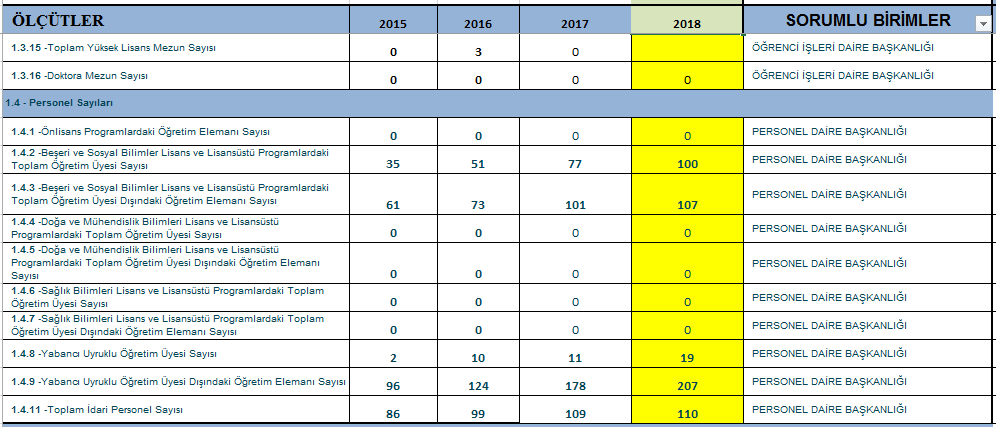 ÖLÇÜTLER 2015 2016 2017 2018 SORUMLU BİRİMLER
1.3.15 -Toplam Yüksek Lisans Mezun Sayısı 0 3 0 ÖĞRENCİ İŞLERİ DAİRE BAŞKANLIĞI
1.3.16 -Doktora Mezun Sayısı 0 0 0 0 ÖĞRENCİ İŞLERİ DAİRE BAŞKANLIĞI
1.4 - Personel Sayıları
1.4.1 -Önlisans Programlardaki Öğretim Elemanı Sayısı 0 0 0 0 PERSONEL DAİRE BAŞKANLIĞI
1.4.2 -Beşeri ve Sosyal Bilimler Lisans ve Lisansüstü Programlardaki
Toplam Öğretim Üyesi Sayısı 35 51 77 100 PERSONEL DAİRE BAŞKANLIĞI
1.4.3 -Beşeri ve Sosyal Bilimler Lisans ve Lisansüstü Programlardaki
Toplam Öğretim Üyesi Dışındaki Öğretim Elemanı Sayısı 61 73 101 107 PERSONEL DAİRE BAŞKANLIĞI
1.4.4 -Doğa ve Mühendislik Bilimleri Lisans ve Lisansüstü
Programlardaki Toplam Öğretim Üyesi Sayısı 0 0 0 0 PERSONEL DAİRE BAŞKANLIĞI
1.4.5 -Doğa ve Mühendislik Bilimleri Lisans ve Lisansüstü
Programlardaki Toplam Öğretim Üyesi Dışındaki Öğretim Elemanı
Sayısı 0 0 0 0 PERSONEL DAİRE BAŞKANLIĞI
1.4.6 -Sağlık Bilimleri Lisans ve Lisansüstü Programlardaki Toplam
Öğretim Üyesi Sayısı 0 0 0 0 PERSONEL DAİRE BAŞKANLIĞI
1.4.7 -Sağlık Bilimleri Lisans ve Lisansüstü Programlardaki Toplam
Öğretim Üyesi Dışındaki Öğretim Elemanı Sayısı 0 0 0 0 PERSONEL DAİRE BAŞKANLIĞI
1.4.8 -Yabancı Uyruklu Öğretim Üyesi Sayısı 2 10 11 19 PERSONEL DAİRE BAŞKANLIĞI
1.4.9 -Yabancı Uyruklu Öğretim Üyesi Dışındaki Öğretim Elemanı Sayısı 96 124 178 207 PERSONEL DAİRE BAŞKANLIĞI
1.4.11 -Toplam İdari Personel Sayısı 86 99 109 110 PERSONEL DAİRE BAŞKANLIĞI